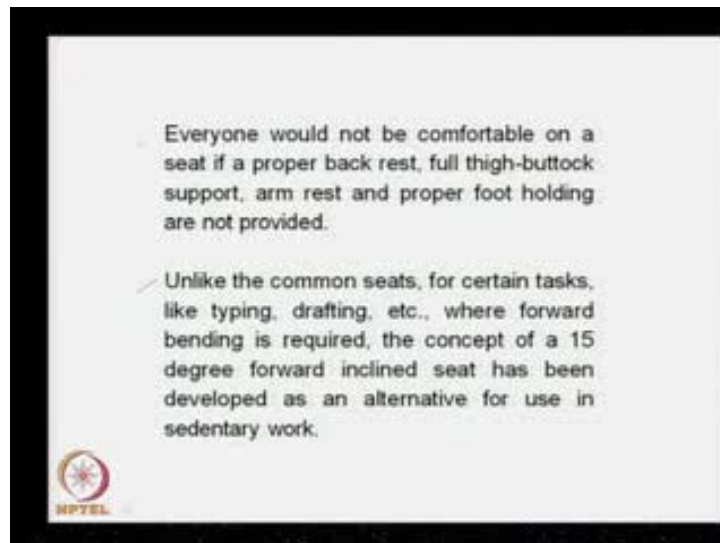 Everyone would not be comfortable on a
seat if a proper back rest, full thigh-buttock
support, arm rest and proper foot holding
are not provided.
Unlike the common seats, for certain tasks,
like typing, drafting, etc., where forward
bending is required, the concept of a 15
degree forward inclined seat has been
developed as an alternative for use in
sedentary work.
NPTEL